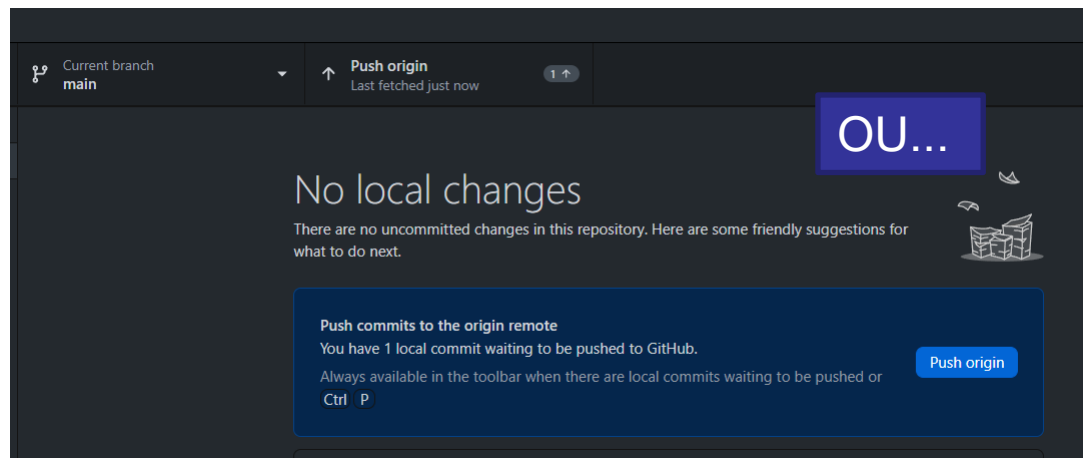 Current branch
main
Push origin
Last fetched just now
1 ↑
OU...
No local changes
There are no uncommitted changes in this repository. Here are some friendly suggestions for
what to do next.
Push commits to the origin remote
You have 1 local commit waiting to be pushed to GitHub.
Push origin
Always available in the toolbar when there are local commits waiting to be pushed or
Ctrl P